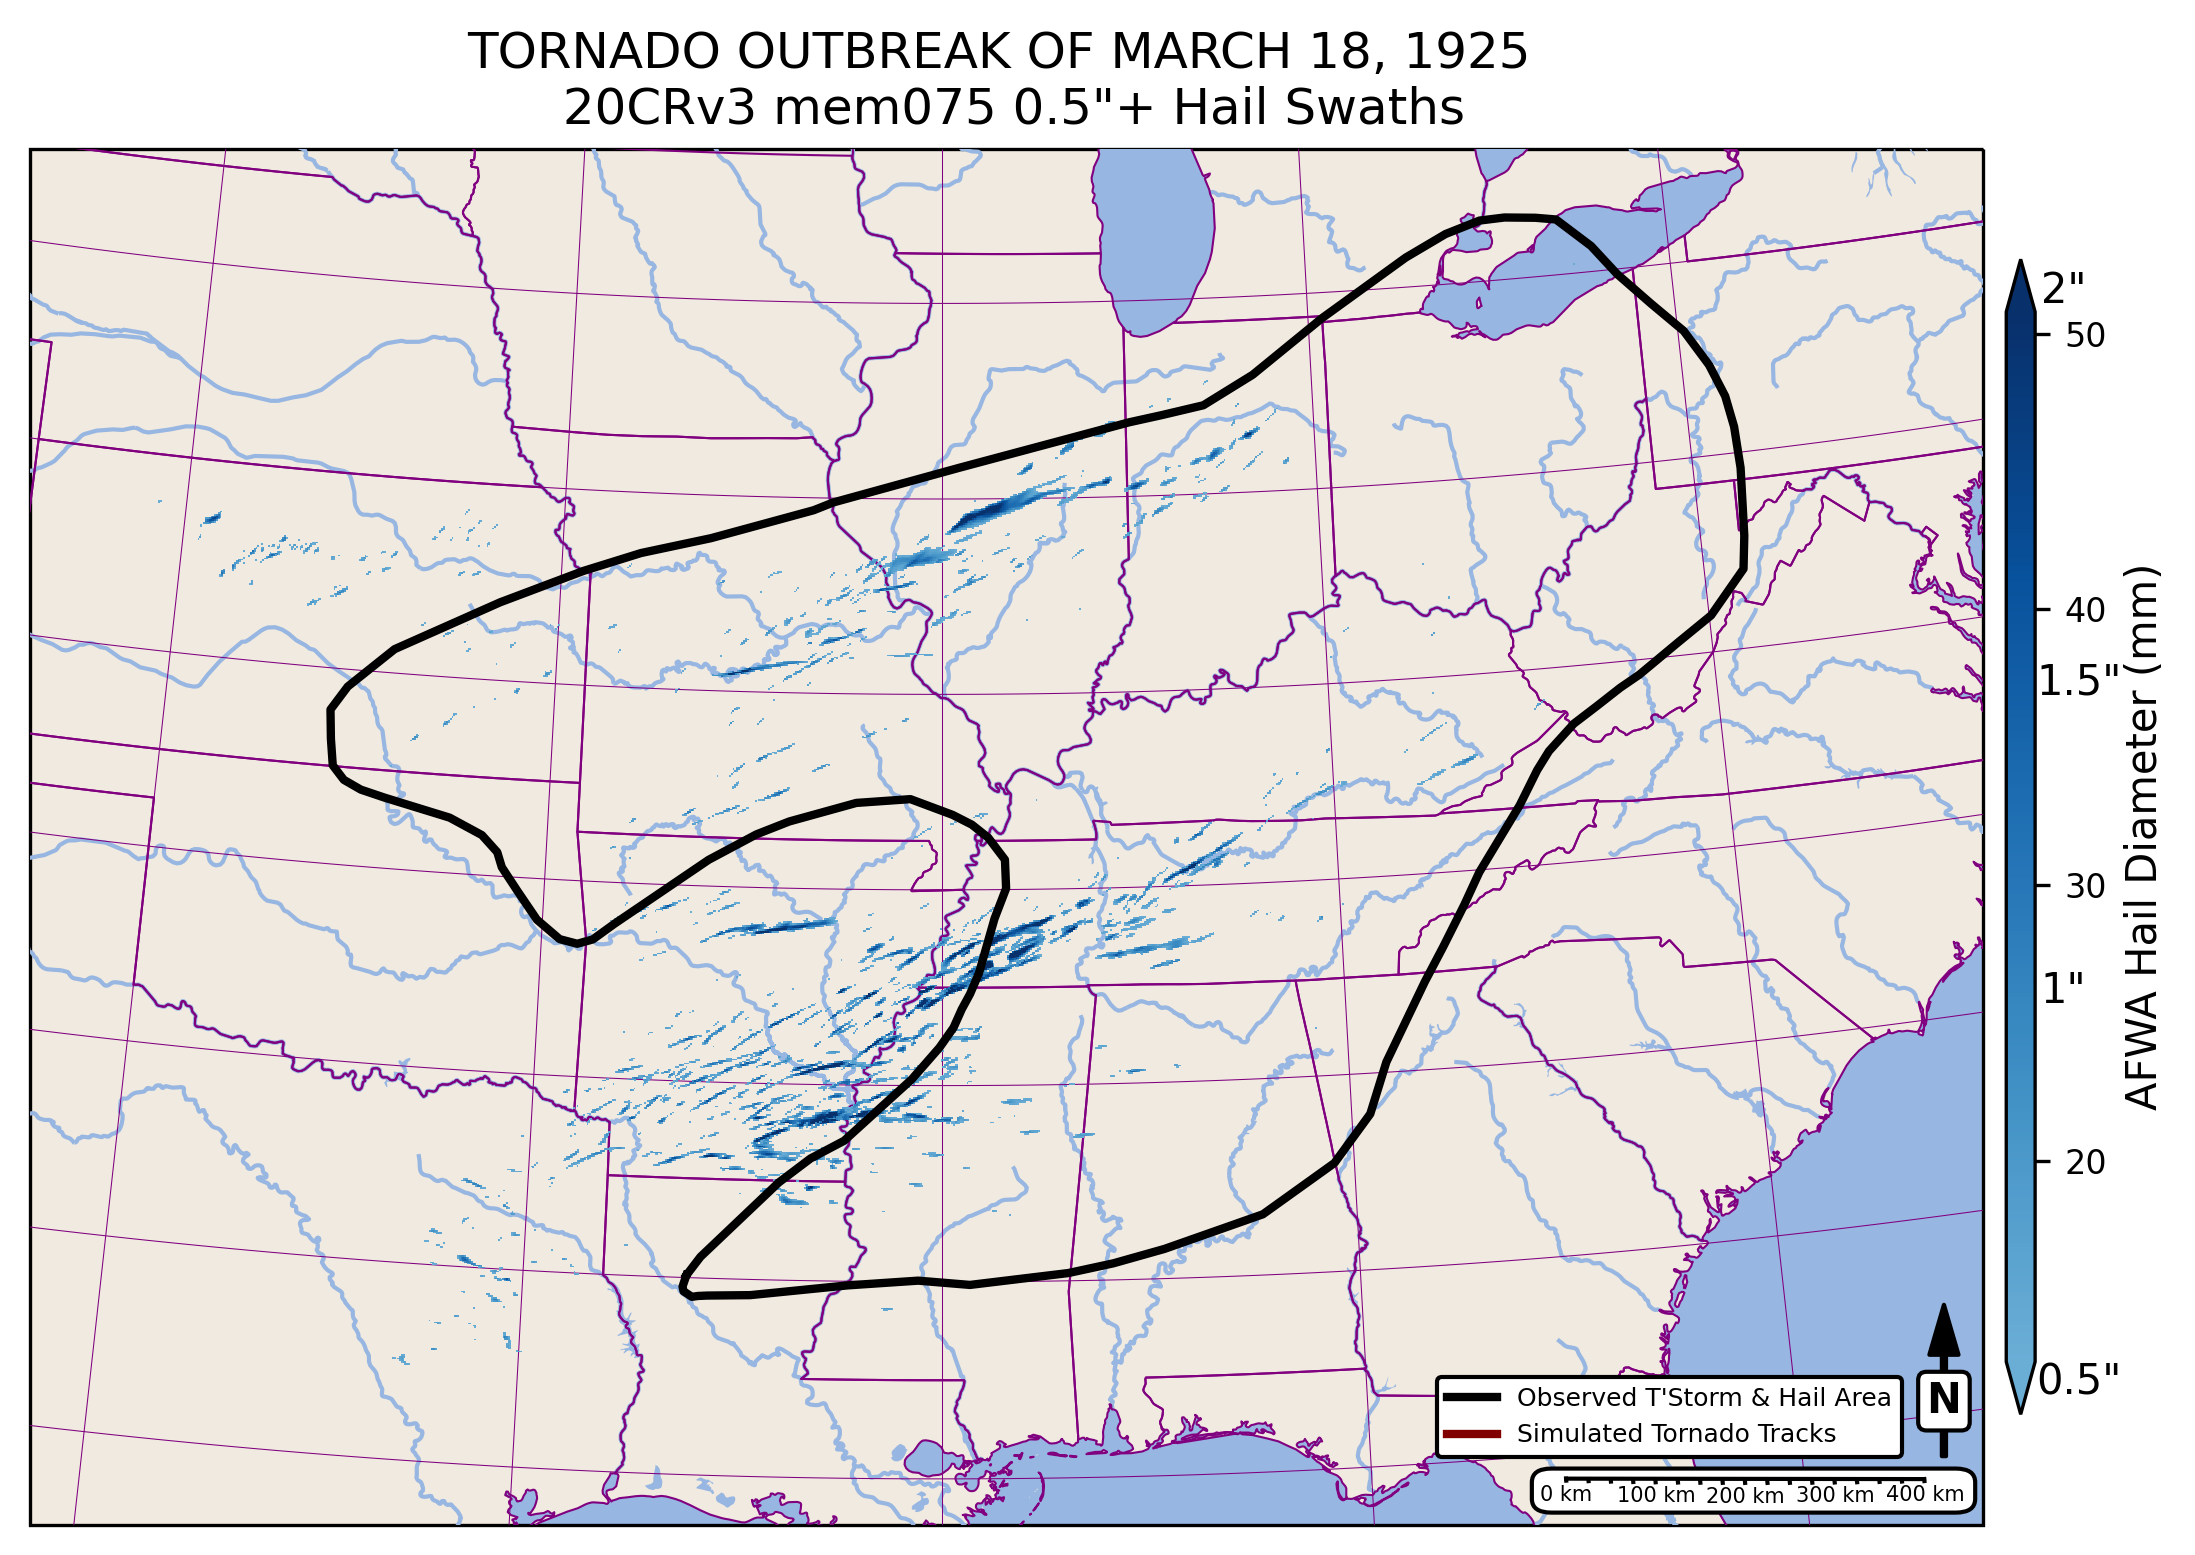 TORNADO OUTBREAK OF MARCH 18, 1925
20CRv3 mem075 0.5"+ Hail Swaths
2"
50
40
1.5"
30
1"
20
0.5"
AFWA Hail Diameter (mm)
Observed T'Storm & Hail Area
Simulated Tornado Tracks
N
0 km 100 km 200 km 300 km 400 km